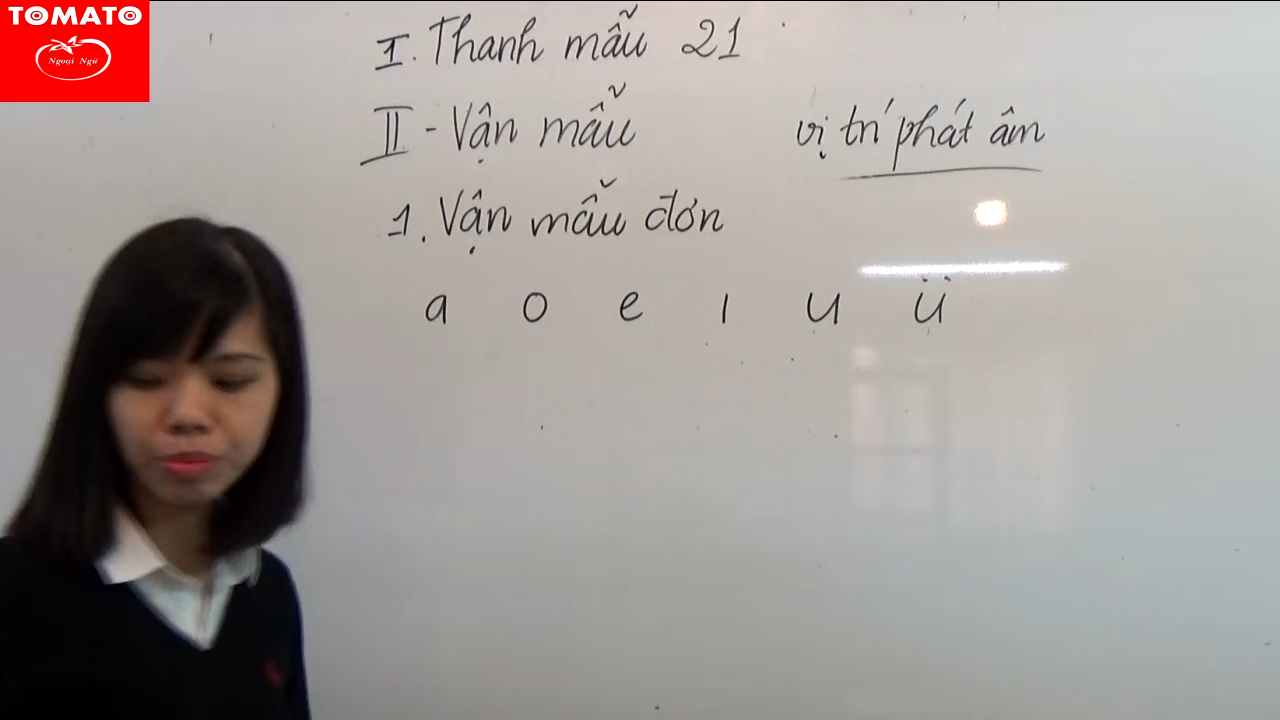 TOMATO
Ngoại Ngữ
I. Thanh mẫu 21
II - Vận mẫu
vị trí phát âm
1. Vận mẫu đơn
a o e i u ü